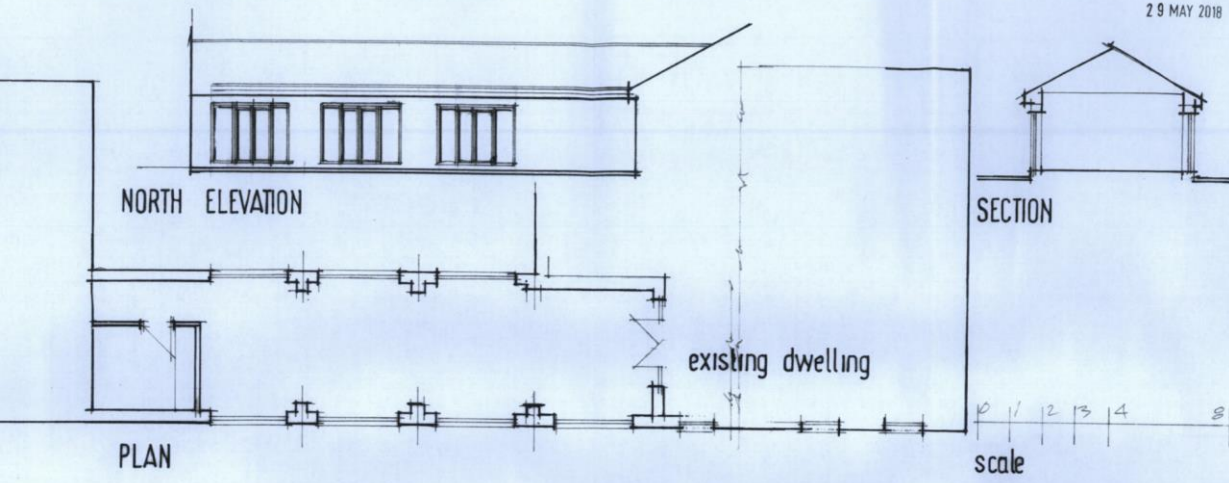 29 MAY 2018
NORTH ELEVATION
SECTION
existing dwelling
0 1 2 3 4 8
PLAN
scale